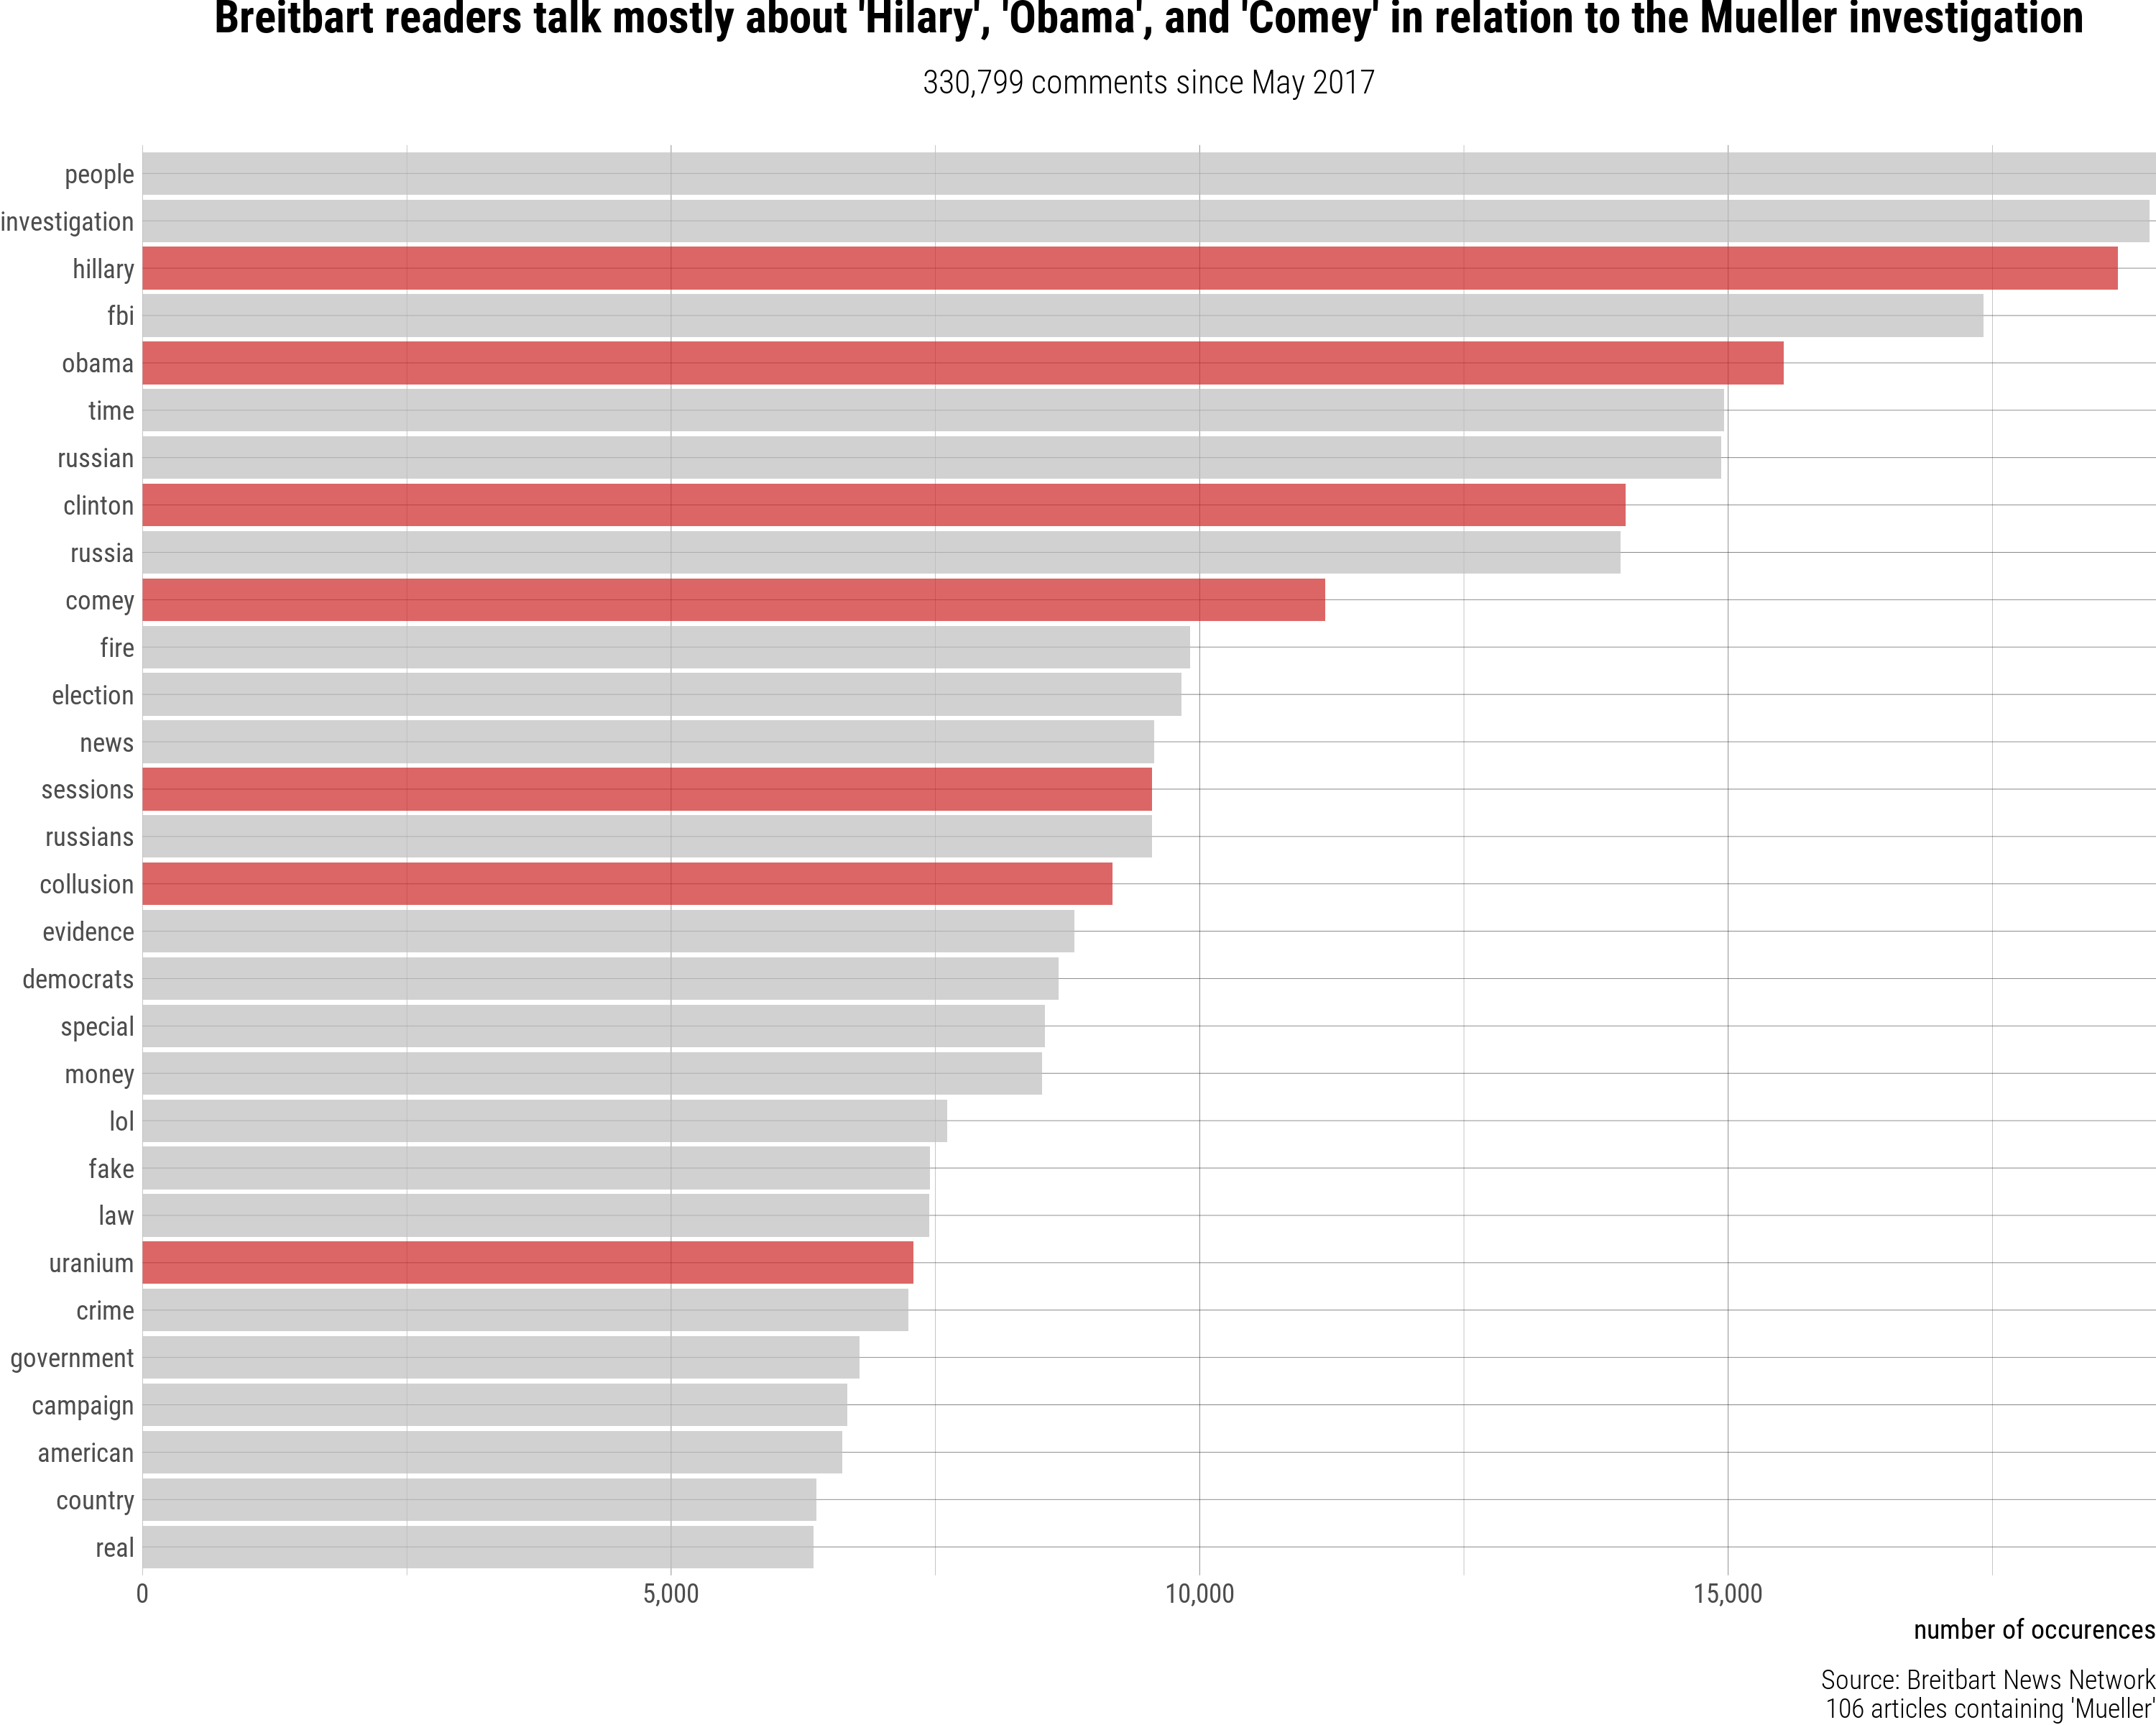 Breitbart readers talk mostly about 'Hilary', 'Obama', and 'Comey' in relation to the Mueller investigation
330,799 comments since May 2017
people
investigation
hillary
fbi
obama
time
russian
clinton
russia
comey
fire
election
news
sessions
russians
collusion
evidence
democrats
special
money
lol
fake
law
uranium
crime
government
campaign
american
country
real
0 5,000 10,000 15,000
number of occurences
Source: Breitbart News Network
106 articles containing 'Mueller'